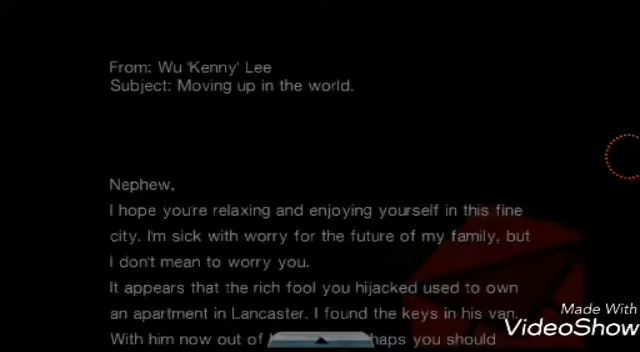 From: Wu 'Kenny' Lee
Subject: Moving up in the world.
Nephew,
I hope you're relaxing and enjoying yourself in this fine
city. I'm sick with worry for the future of my family, but
I don't mean to worry you.
It appears that the rich fool you hijacked used to own
an apartment in Lancaster. I found the keys in his van.
With him now out of you should
Made With
VideoShow